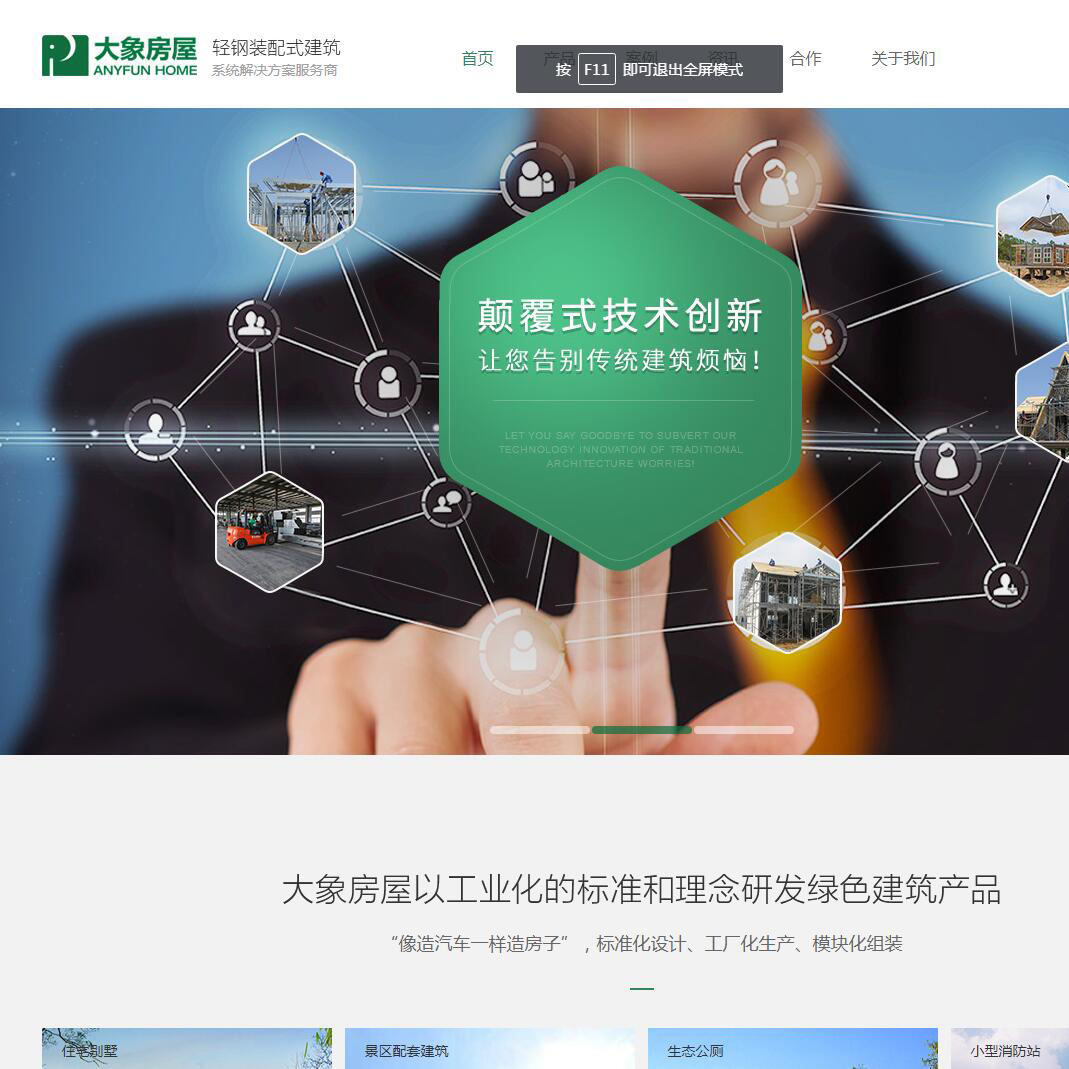 大象房屋
ANYFUN HOME
轻钢装配式建筑
系统解决方案服务商
首页 产品 案例 资讯 合作 关于我们
按 F11 即可退出全屏模式
颠覆式技术创新
让您告别传统建筑烦恼！
LET YOU SAY GOODBYE TO SUBVERT OUR
TECHNOLOGY INNOVATION OF TRADITIONAL
ARCHITECTURE WORRIES!
大象房屋以工业化的标准和理念研发绿色建筑产品
“像造汽车一样造房子”，标准化设计、工厂化生产、模块化组装
住宅别墅 景区配套建筑 生态公厕 小型消防站